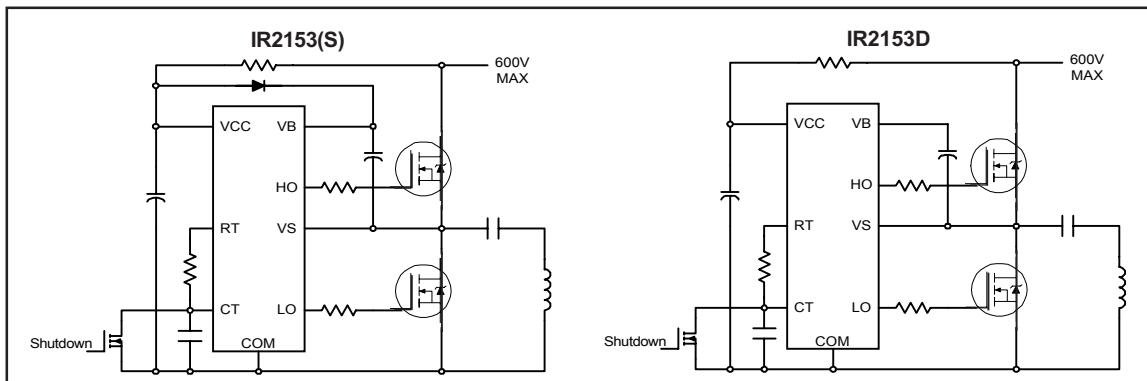 IR2153(S)
600V
MAX
VCC
VB
HO
RT
VS
CT
LO
COM
Shutdown
IR2153D
600V
MAX
VCC
VB
HO
RT
VS
CT
LO
COM
Shutdown